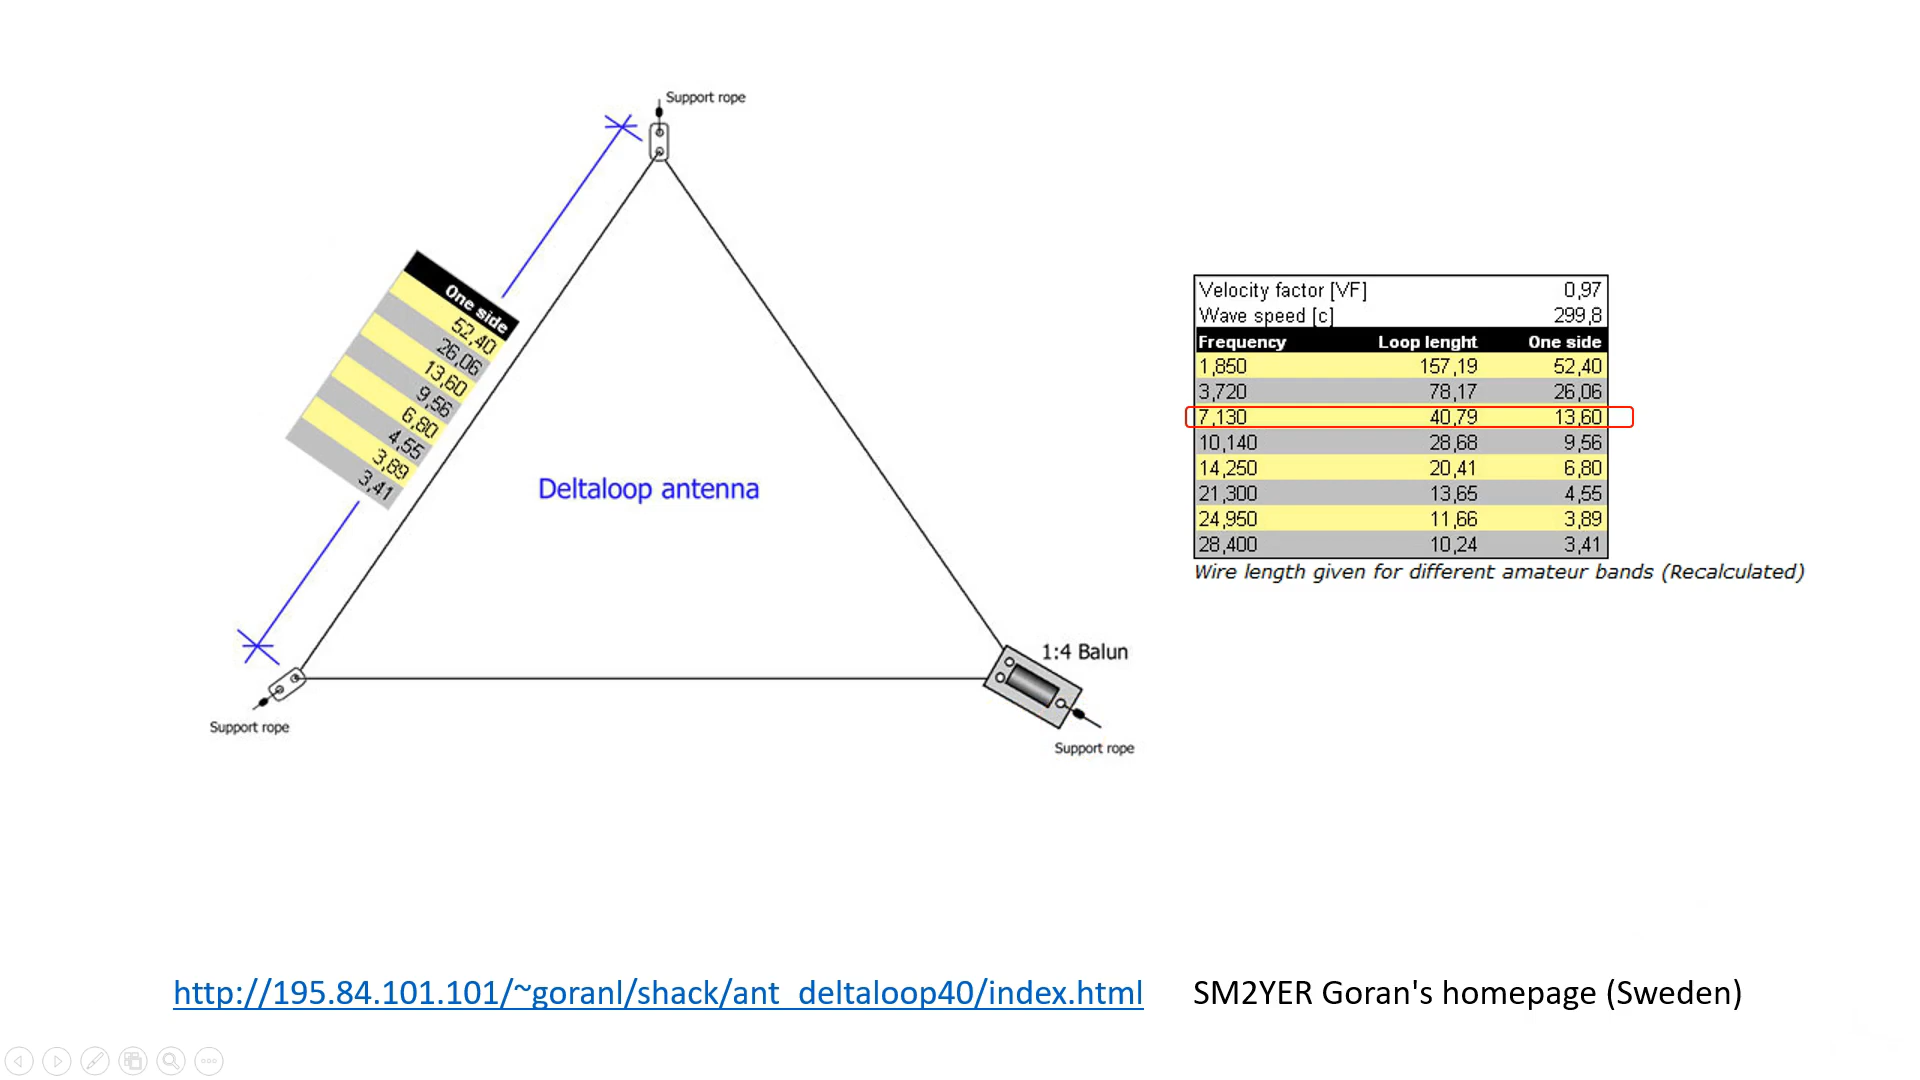 Support rope
One side
52,40
26,06
13,60
9,56
6,80
4,55
3,89
3,41
Deltaloop antenna
1:4 Balun
Support rope
Support rope
Velocity factor [VF] 0,97
Wave speed [c] 299,8
Frequency Loop lenght One side
1,850 157,19 52,40
3,720 78,17 26,06
7,130 40,79 13,60
10,140 28,68 9,56
14,250 20,41 6,80
21,300 13,65 4,55
24,950 11,66 3,89
28,400 10,24 3,41
Wire length given for different amateur bands (Recalculated)
http://195.84.101.101/~goranl/shack/ant_deltaloop40/index.html SM2YER Goran's homepage (Sweden)